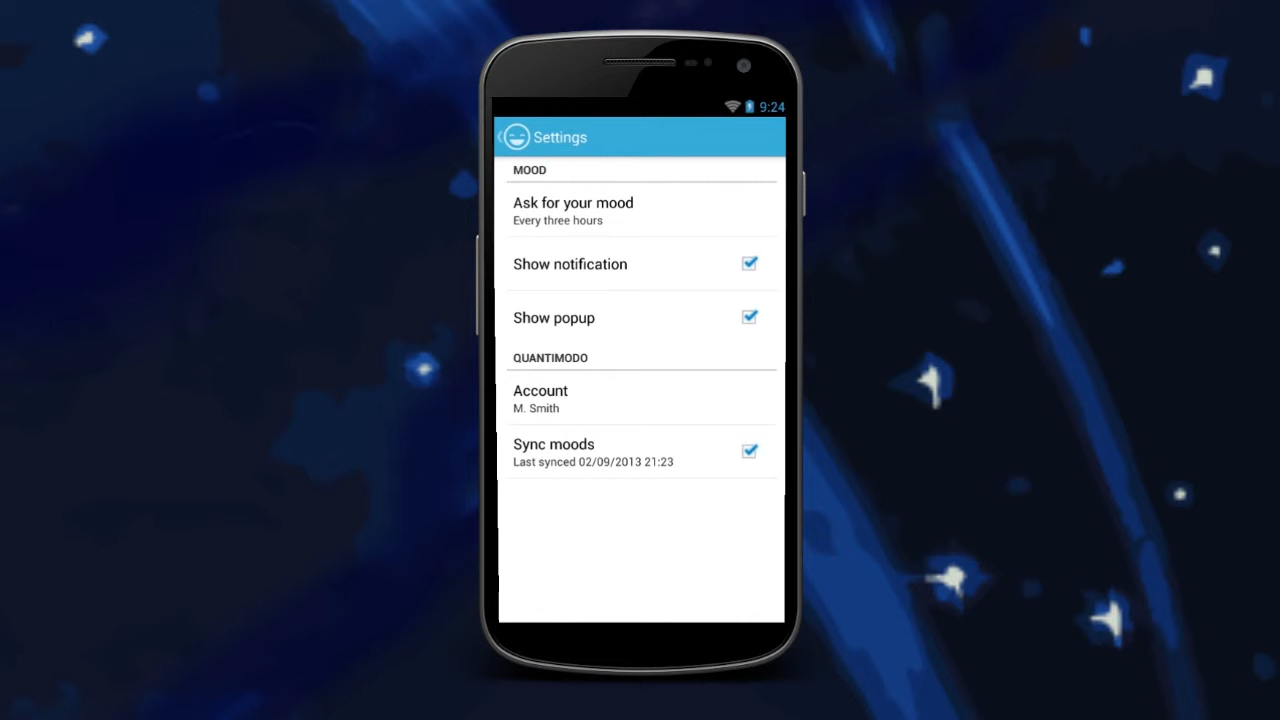 9:24
Settings
MOOD
Ask for your mood
Every three hours
Show notification
Show popup
QUANTIMODO
Account
M. Smith
Sync moods
Last synced 02/09/2013 21:23